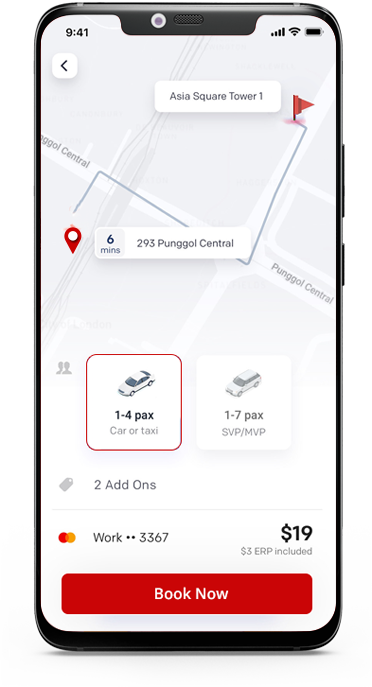 9:41
Asia Square Tower 1
nggol Central
6
mins
293 Punggol Central
Punggol Central
1-4 pax
Car or taxi
1-7 pax
SVP/MVP
2 Add Ons
Work •• 3367
$19
$3 ERP included
Book Now